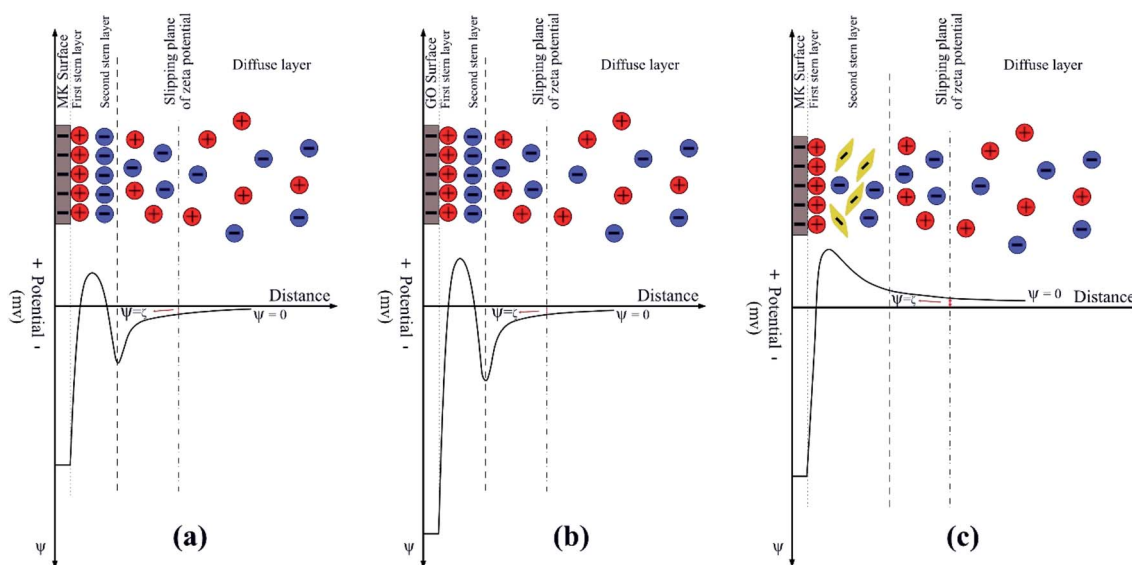 MK Surface
First stern layer
Second stern layer
Slipping plane
of zeta potential
Diffuse layer
+ Potential -
(mv)
Distance
ψ=ζ
ψ = 0
ψ
(a)
GO Surface
First stern layer
Second stern layer
Slipping plane
of zeta potential
Diffuse layer
+ Potential -
(mv)
Distance
ψ=ζ
ψ = 0
ψ
(b)
MK Surface
First stern layer
Second stern layer
Slipping plane
of zeta potential
Diffuse layer
+ Potential -
(mv)
Distance
ψ=ζ
ψ = 0
ψ
(c)